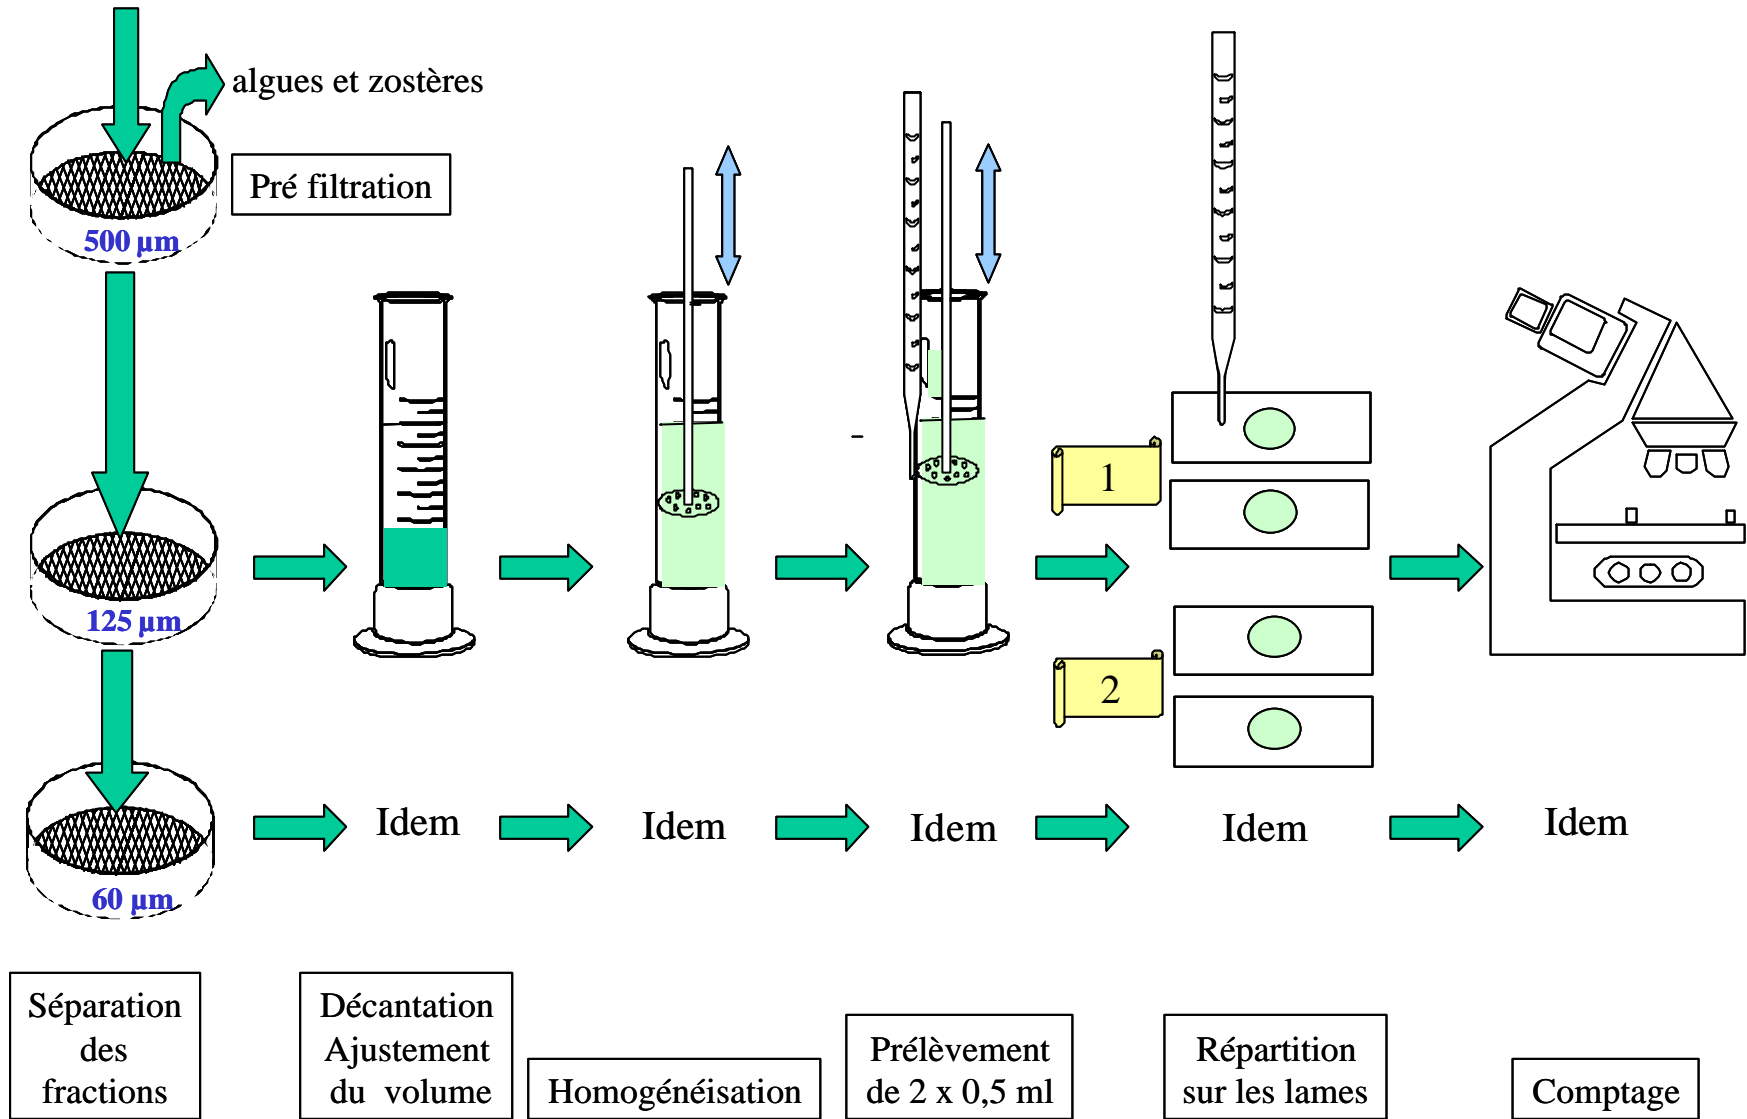 algues et zostères
Pré filtration
500 µm
1
125 µm
2
Idem
Idem
Idem
Idem
Idem
60 µm
Séparation
des
fractions
Décantation
Ajustement
du volume
Homogénéisation
Prélèvement
de 2 x 0,5 ml
Répartition
sur les lames
Comptage